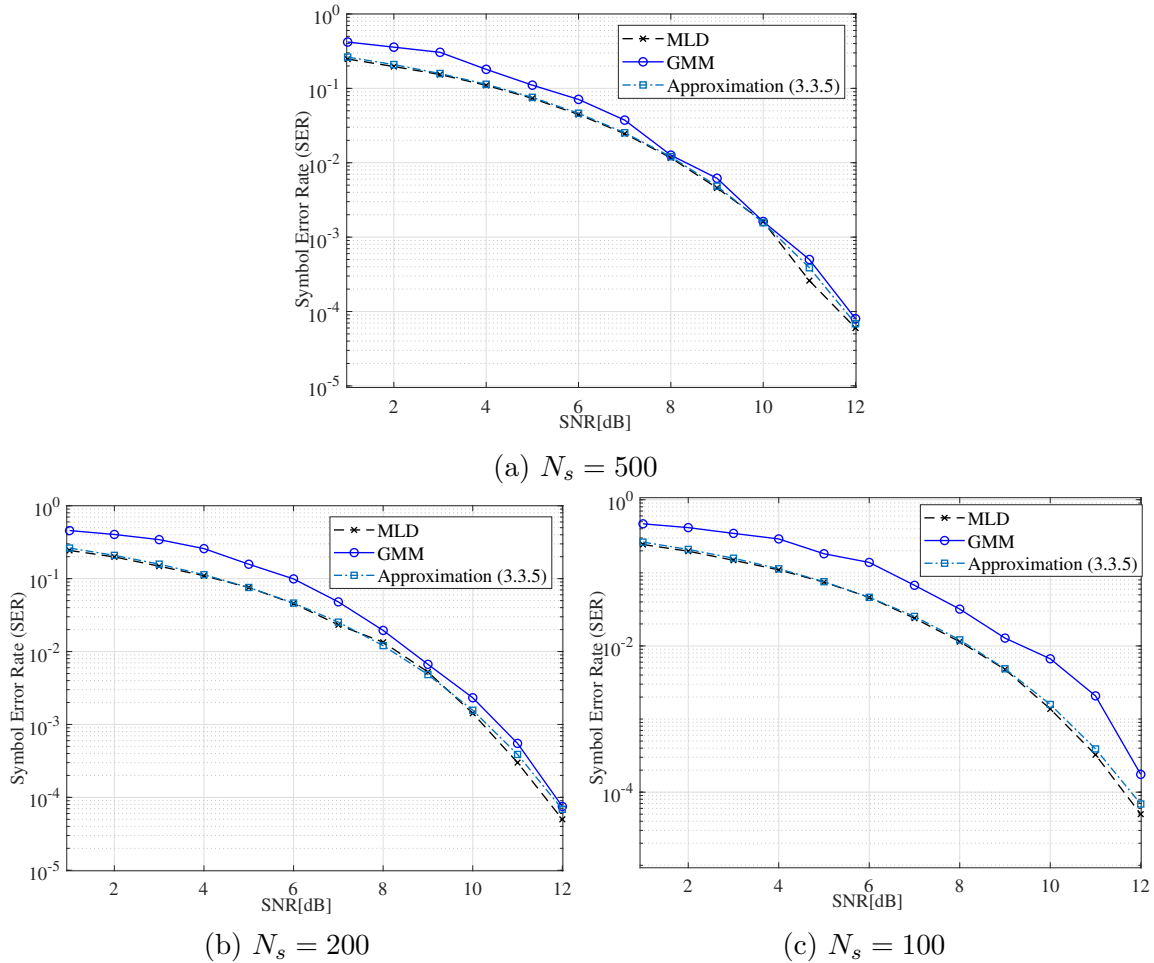 10^0
10^-1
10^-2
10^-3
10^-4
10^-5
Symbol Error Rate (SER)
MLD
GMM
Approximation (3.3.5)
2 4 6 8 10 12
SNR[dB]
(a) N_s = 500
10^0
10^-1
10^-2
10^-3
10^-4
10^-5
Symbol Error Rate (SER)
MLD
GMM
Approximation (3.3.5)
2 4 6 8 10 12
SNR[dB]
(b) N_s = 200
10^0
10^-2
10^-4
Symbol Error Rate (SER)
MLD
GMM
Approximation (3.3.5)
2 4 6 8 10 12
SNR[dB]
(c) N_s = 100